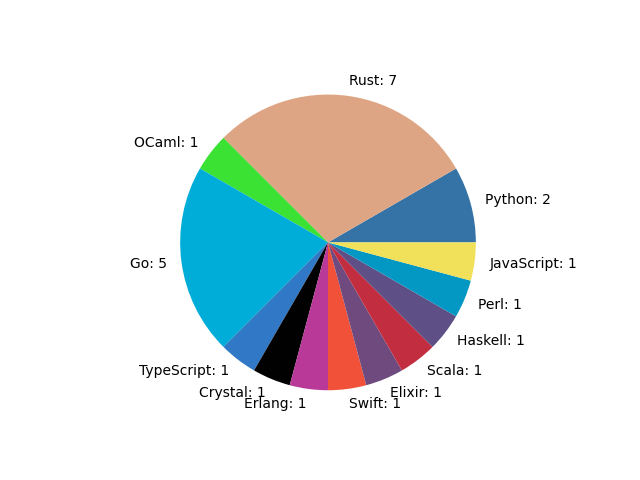 Rust: 7
OCaml: 1
Python: 2
Go: 5
JavaScript: 1
Perl: 1
Haskell: 1
TypeScript: 1
Scala: 1
Crystal: 1
Elixir: 1
Erlang: 1
Swift: 1